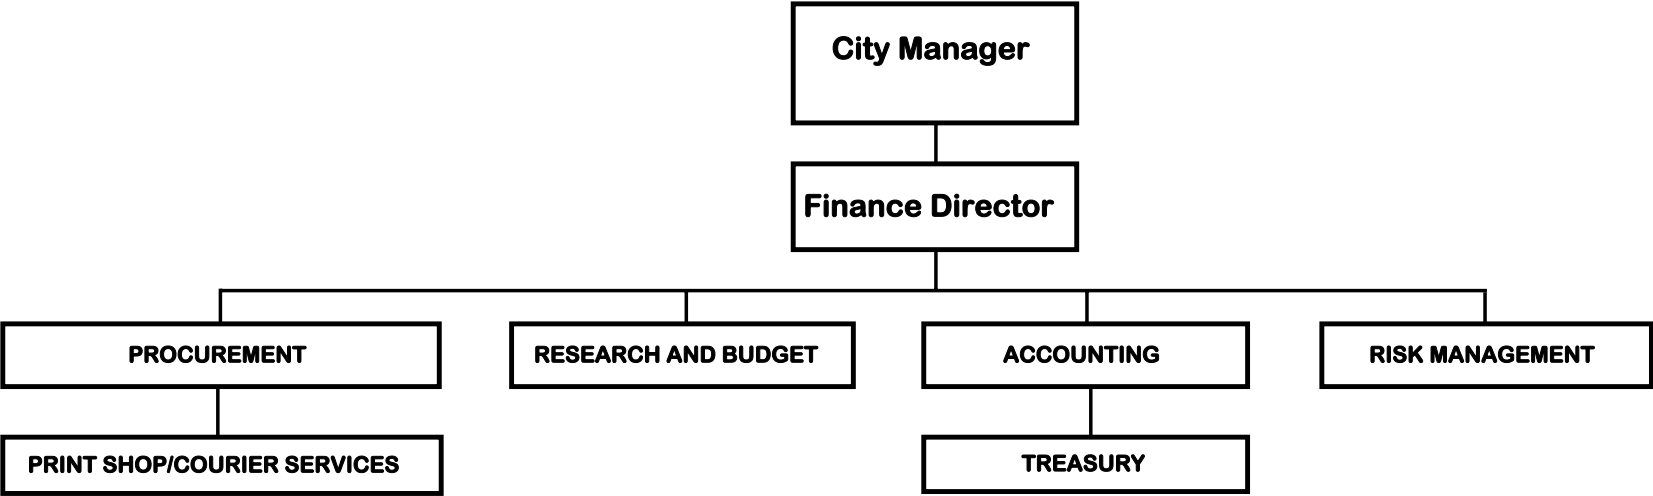 City Manager
Finance Director
PROCUREMENT
RESEARCH AND BUDGET
ACCOUNTING
RISK MANAGEMENT
PRINT SHOP/COURIER SERVICES
TREASURY